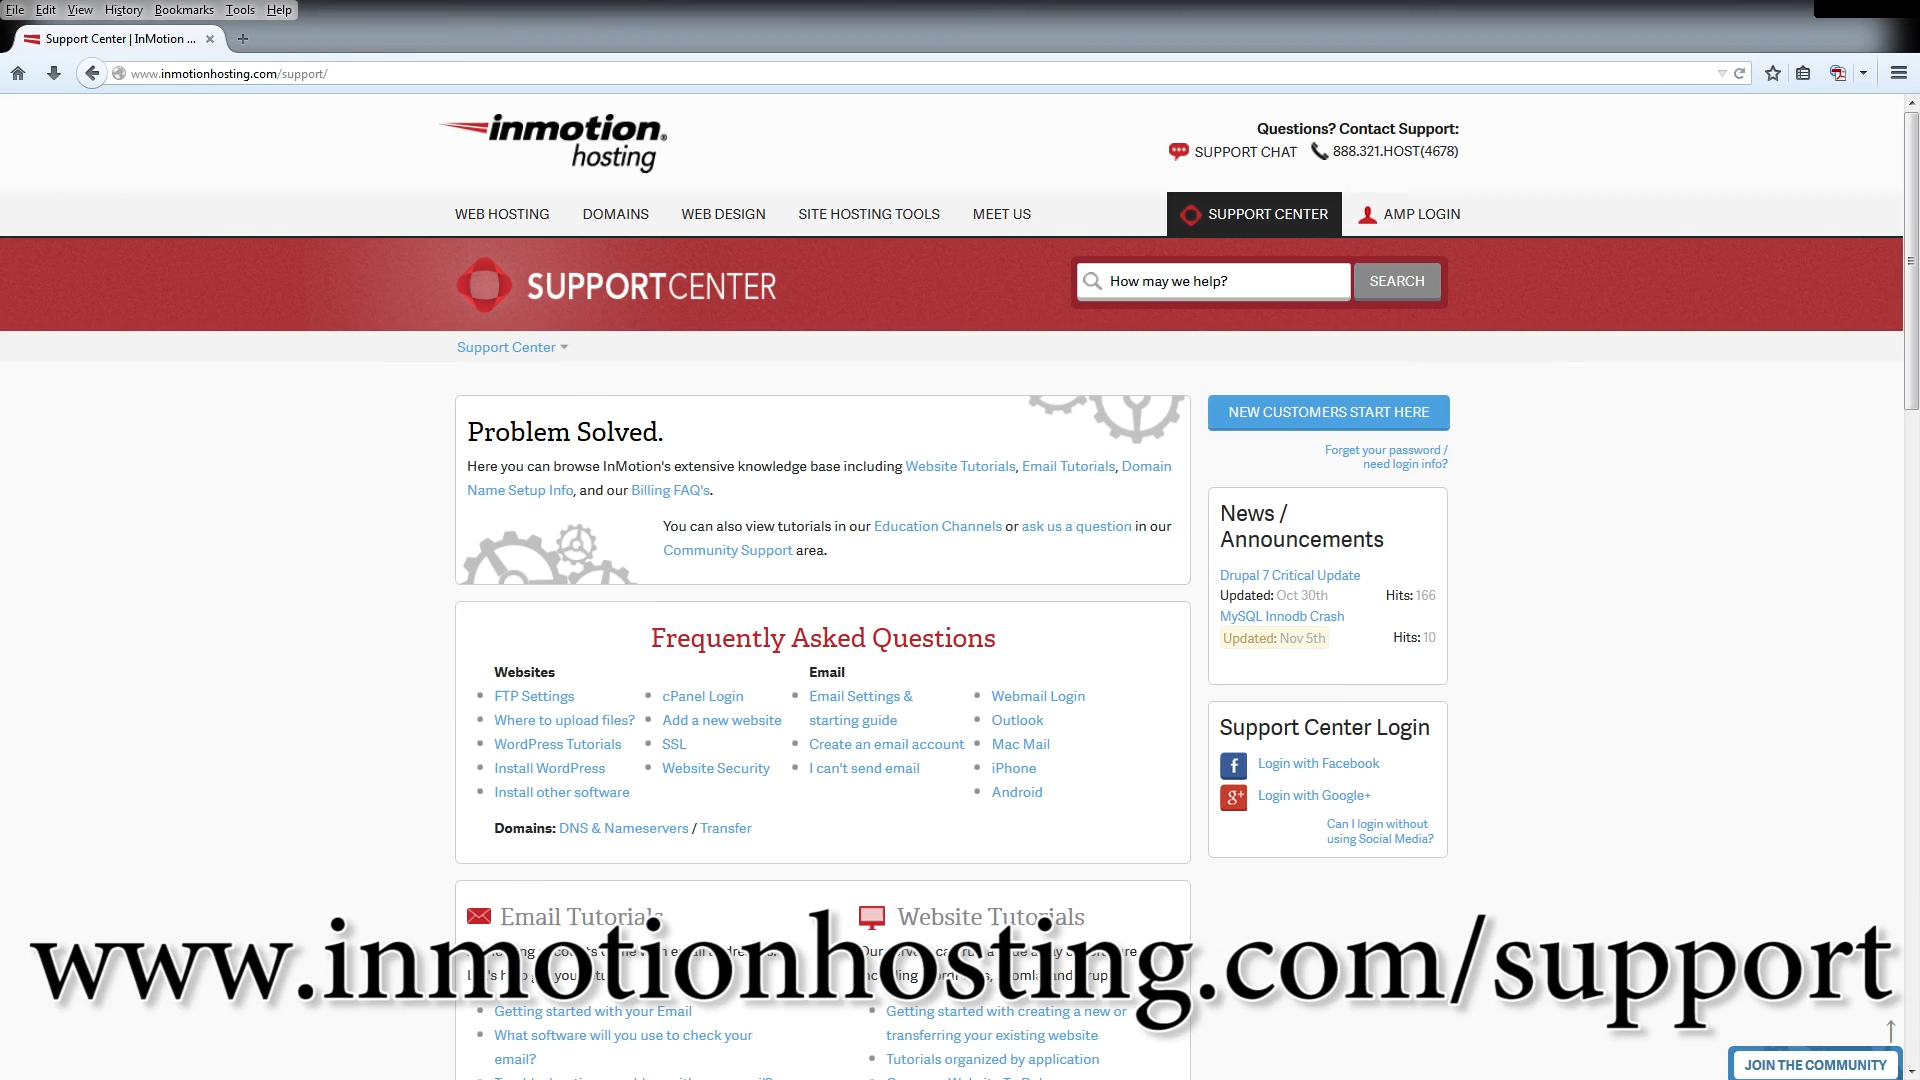 File Edit View History Bookmarks Tools Help
Support Center | InMotion ...
www.inmotionhosting.com/support/
inmotion®
hosting
Questions? Contact Support:
SUPPORT CHAT 888.321.HOST(4678)
WEB HOSTING DOMAINS WEB DESIGN SITE HOSTING TOOLS MEET US SUPPORT CENTER AMP LOGIN
SUPPORTCENTER
How may we help? SEARCH
Support Center
Problem Solved.
Here you can browse InMotion's extensive knowledge base including Website Tutorials, Email Tutorials, Domain
Name Setup Info, and our Billing FAQ's.
You can also view tutorials in our Education Channels or ask us a question in our
Community Support area.
NEW CUSTOMERS START HERE
Forget your password /
need login info?
News /
Announcements
Drupal 7 Critical Update
Updated: Oct 30th Hits: 166
MySQL Innodb Crash
Updated: Nov 5th Hits: 10
Frequently Asked Questions
Websites
FTP Settings
Where to upload files?
WordPress Tutorials
Install WordPress
Install other software
cPanel Login
Add a new website
SSL
Website Security
Email
Email Settings &
starting guide
Create an email account
I can't send email
Webmail Login
Outlook
Mac Mail
iPhone
Android
Domains: DNS & Nameservers / Transfer
Support Center Login
Login with Facebook
g+ Login with Google+
Can I login without
using Social Media?
Email Tutorials
Website Tutorials
www.inmotionhosting.com/support
Getting started with your Email
What software will you use to check your
email?
Getting started with creating a new or
transferring your existing website
Tutorials organized by application
JOIN THE COMMUNITY